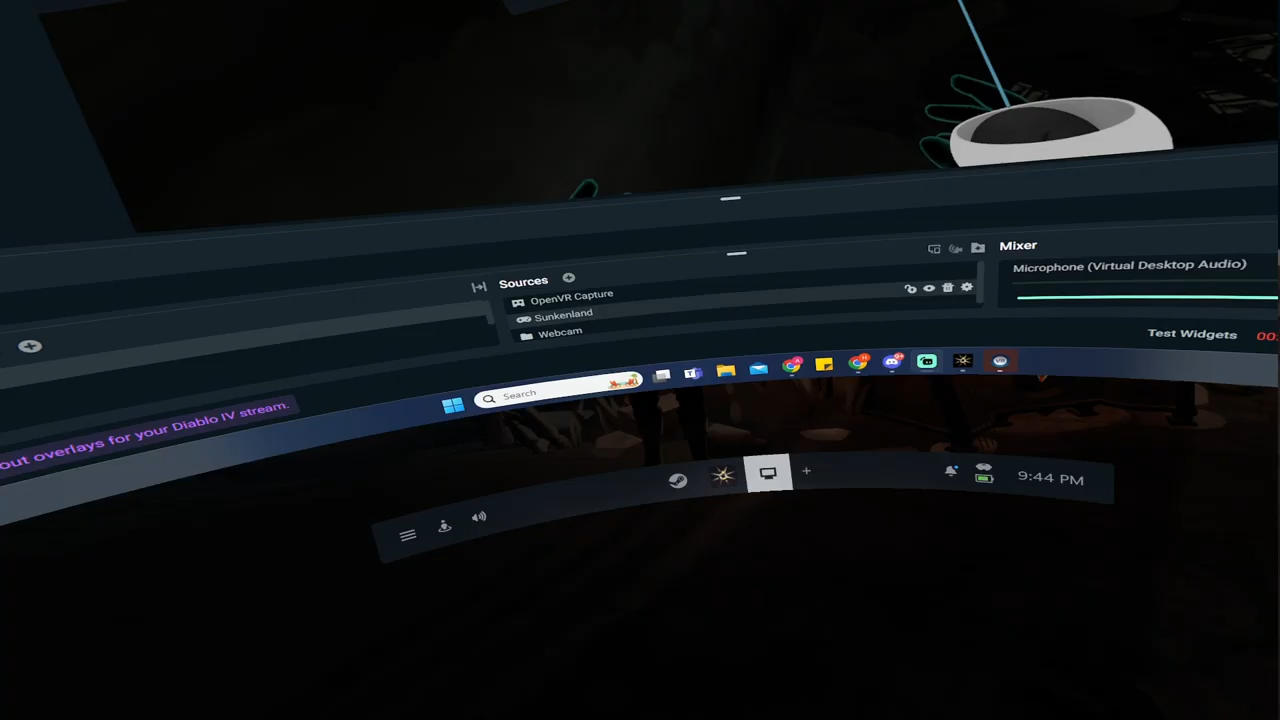 Sources
Mixer
OpenVR Capture
Microphone (Virtual Desktop Audio)
Sunkenland
Webcam
Test Widgets
00:
Search
out overlays for your Diablo IV stream.
9:44 PM